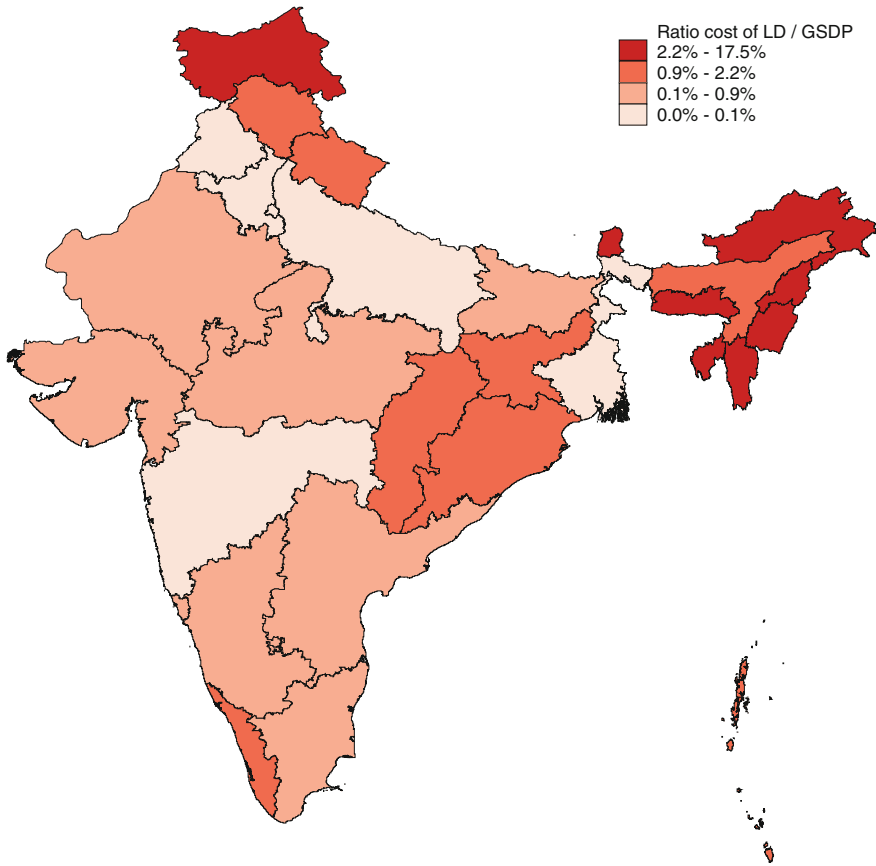 Ratio cost of LD / GSDP
2.2% - 17.5%
0.9% - 2.2%
0.1% - 0.9%
0.0% - 0.1%